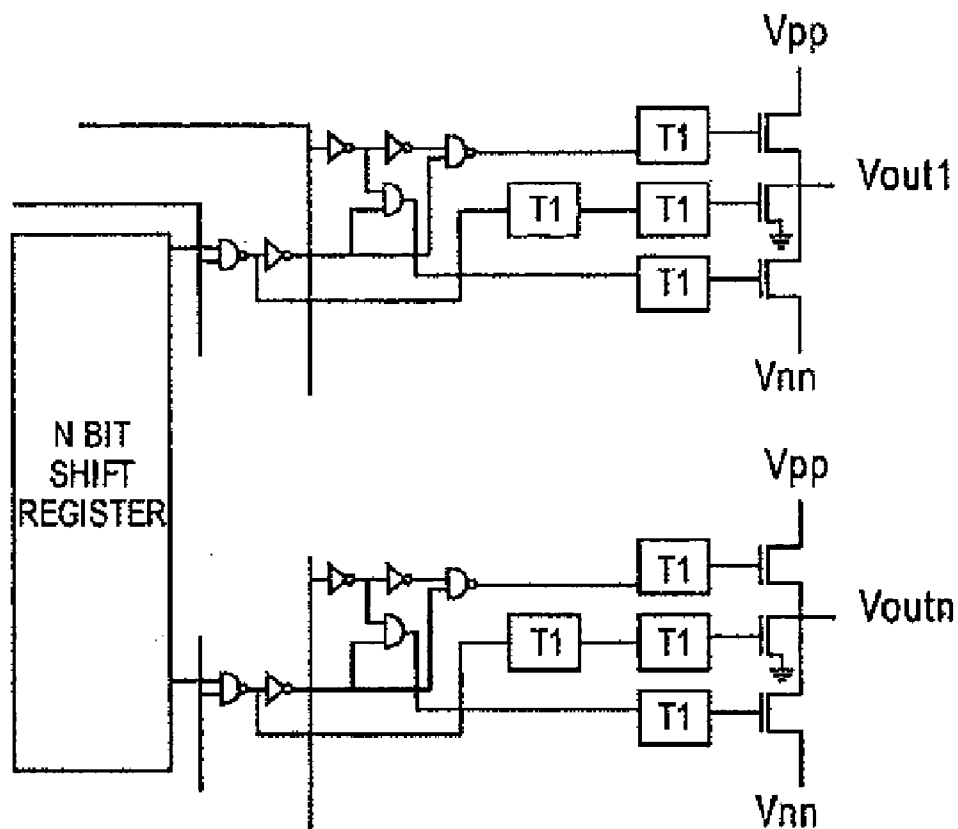 Vpp
T1
Vout1
T1 T1
T1
Vnn
N BIT
SHIFT
REGISTER
Vpp
T1
Voutn
T1 T1
T1
Vnn